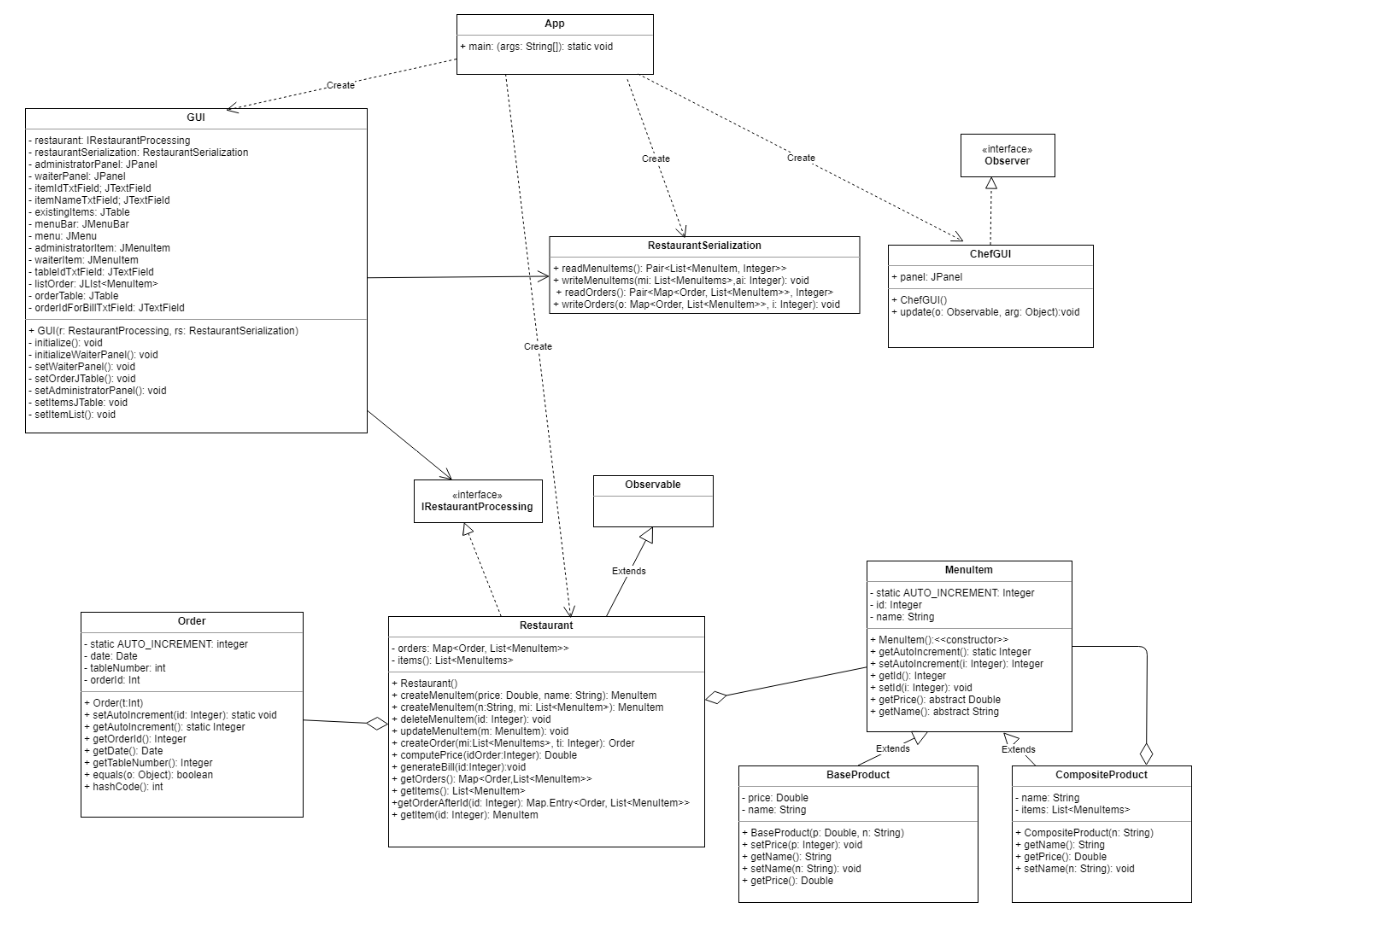 App
+ main: (args: String[]): static void
Create
GUI
- restaurant: IRestaurantProcessing
- restaurantSerialization: RestaurantSerialization
- administratorPanel: JPanel
- waiterPanel: JPanel
- itemIdTxtField; JTextField
- itemNameTxtField; JTextField
- existingItems: JTable
- menuBar: JMenuBar
- menu: JMenu
- administratorItem: JMenuItem
- waiterItem: JMenuItem
- tableIdTxtField: JTextField
- listOrder: JLIst<MenuItem>
- orderTable: JTable
- orderIdForBillTxtField: JTextField
+ GUI(r: RestaurantProcessing, rs: RestaurantSerialization)
- initialize(): void
- initializeWaiterPanel(): void
- setWaiterPanel(): void
- setOrderJTable(): void
- setAdministratorPanel(): void
- setItemsJTable: void
- setItemList(): void
Create
Create
Create
«interface»
Observer
RestaurantSerialization
+ readMenuItems(): Pair<List<MenuItem, Integer>>
+ writeMenuItems(mi: List<MenuItems>,ai: Integer): void
+ readOrders(): Pair<Map<Order, List<MenuItem>>, Integer>
+ writeOrders(o: Map<Order, List<MenuItem>>, i: Integer): void
ChefGUI
+ panel: JPanel
+ ChefGUI()
+ update(o: Observable, arg: Object):void
«interface»
IRestaurantProcessing
Observable
Extends
Order
- static AUTO_INCREMENT: integer
- date: Date
- tableNumber: int
- orderId: Int
+ Order(t:Int)
+ setAutoIncrement(id: Integer): static void
+ getAutoIncrement(): static Integer
+ getOrderId(): Integer
+ getDate(): Date
+ getTableNumber(): Integer
+ equals(o: Object): boolean
+ hashCode(): int
Restaurant
- orders: Map<Order, List<MenuItem>>
- items(): List<MenuItems>
+ Restaurant()
+ createMenuItem(price: Double, name: String): MenuItem
+ createMenuItem(n:String, mi: List<MenuItem>): MenuItem
+ deleteMenuItem(id: Integer): void
+ updateMenuItem(m: MenuItem): void
+ createOrder(mi:List<MenuItems>, ti: Integer): Order
+ computePrice(idOrder:Integer): Double
+ generateBill(id:Integer):void
+ getOrders(): Map<Order,List<MenuItem>>
+ getItems(): List<MenuItem>
+getOrderAfterId(id: Integer): Map.Entry<Order, List<MenuItem>>
+ getItem(id: Integer): MenuItem
MenuItem
- static AUTO_INCREMENT: Integer
- id: Integer
- name: String
+ MenuItem():<<constructor>>
+ getAutoIncrement(): static Integer
+ setAutoIncrement(i: Integer): Integer
+ getId(): Integer
+ setId(i: Integer): void
+ getPrice(): abstract Double
+ getName(): abstract String
Extends
Extends
BaseProduct
- price: Double
- name: String
+ BaseProduct(p: Double, n: String)
+ setPrice(p: Integer): void
+ getName(): String
+ setName(n: String): void
+ getPrice(): Double
CompositeProduct
- name: String
- items: List<MenuItems>
+ CompositeProduct(n: String)
+ getName(): String
+ getPrice(): Double
+ setName(n: String): void